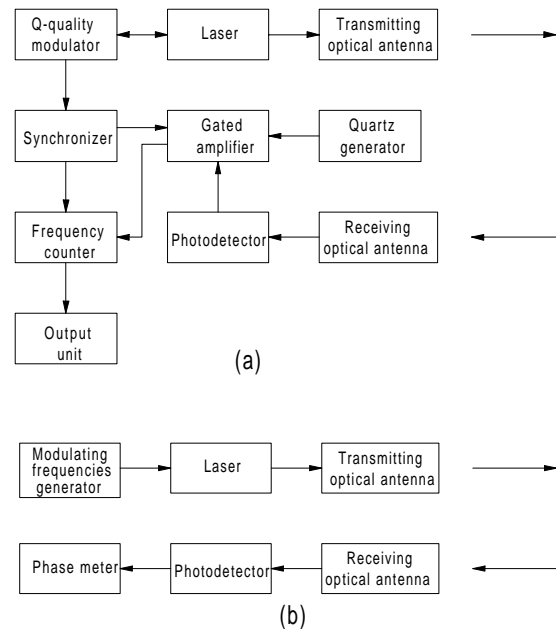 Q-quality
modulator
Laser
Transmitting
optical antenna
Synchronizer
Gated
amplifier
Quartz
generator
Frequency
counter
Photodetector
Receiving
optical antenna
Output
unit
(a)
Modulating
frequencies
generator
Laser
Transmitting
optical antenna
Phase meter
Photodetector
Receiving
optical antenna
(b)